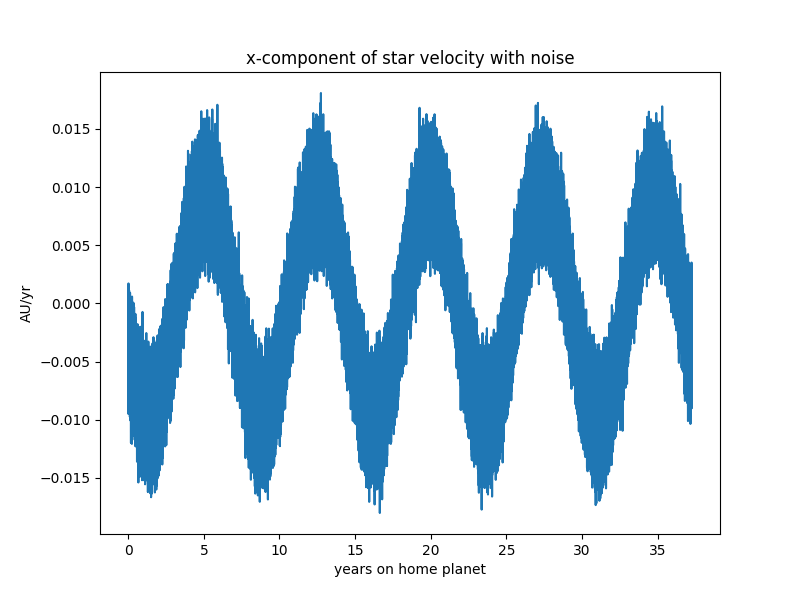 x-component of star velocity with noise
0.015
0.010
0.005
0.000
−0.005
−0.010
−0.015
AU/yr
0 5 10 15 20 25 30 35
years on home planet